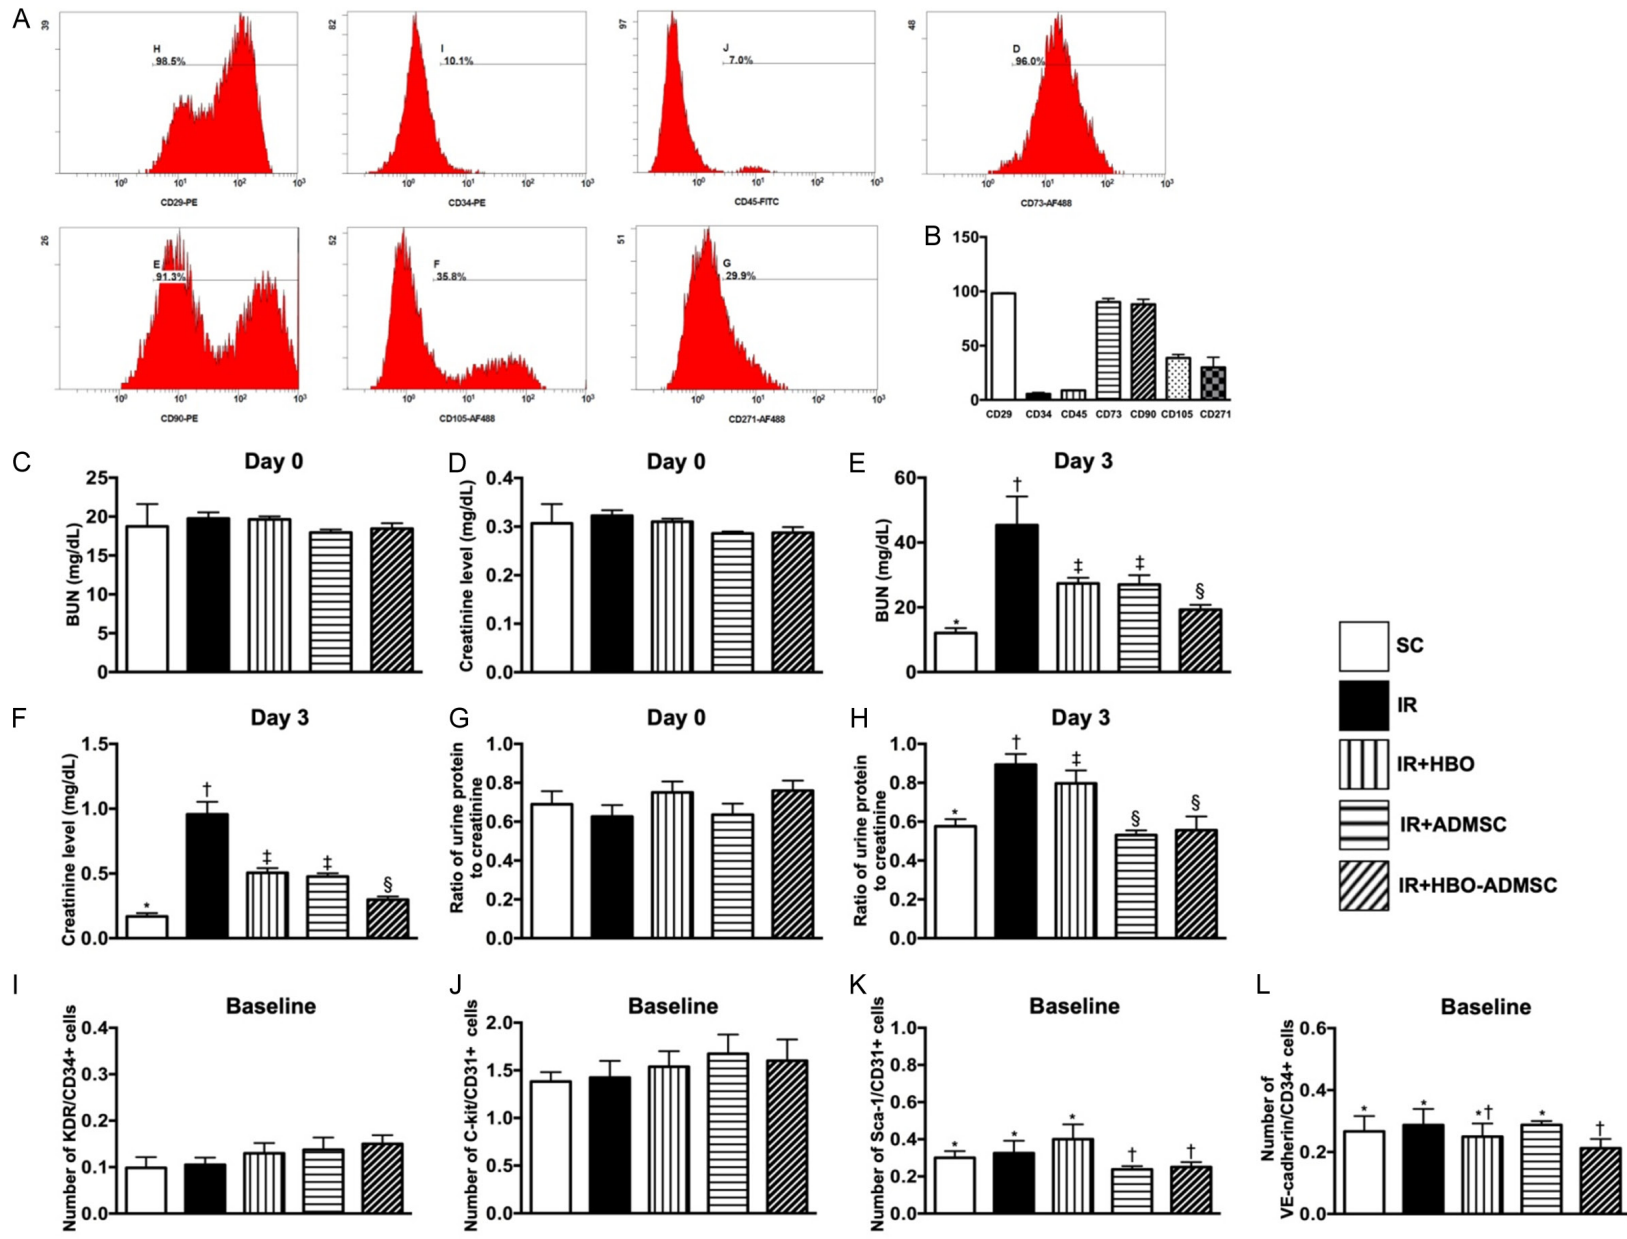 A
39
H
98.5%
10⁰ 10¹ 10² 10³
CD29-PE
82
I
10.1%
10⁰ 10¹ 10² 10³
CD34-PE
97
J
7.0%
10⁰ 10¹ 10² 10³
CD45-FITC
48
D
96.0%
10⁰ 10¹ 10² 10³
CD73-AF488
26
E
91.3%
10⁰ 10¹ 10² 10³
CD90-PE
52
F
35.8%
10⁰ 10¹ 10² 10³
CD105-AF488
51
G
29.9%
10⁰ 10¹ 10² 10³
CD271-AF488
B
150
100
50
0
CD29 CD34 CD45 CD73 CD90 CD105 CD271
C
Day 0
BUN (mg/dL)
25
20
15
10
5
0
D
Day 0
Creatinine level (mg/dL)
0.4
0.3
0.2
0.1
0.0
E
Day 3
BUN (mg/dL)
60
40
20
0
* † ‡ ‡ §
F
Day 3
Creatinine level (mg/dL)
1.5
1.0
0.5
0.0
* † ‡ ‡ §
G
Day 0
Ratio of urine protein
to creatinine
1.0
0.8
0.6
0.4
0.2
0.0
H
Day 3
Ratio of urine protein
to creatinine
1.0
0.8
0.6
0.4
0.2
0.0
* † ‡ § §
SC
IR
IR+HBO
IR+ADMSC
IR+HBO-ADMSC
I
Baseline
Number of KDR/CD34+ cells
0.4
0.3
0.2
0.1
0.0
J
Baseline
Number of C-kit/CD31+ cells
2.0
1.5
1.0
0.5
0.0
K
Baseline
Number of Sca-1/CD31+ cells
1.0
0.8
0.6
0.4
0.2
0.0
* * * † †
L
Baseline
Number of
VE-cadherin/CD34+ cells
0.6
0.4
0.2
0.0
* * *† * †